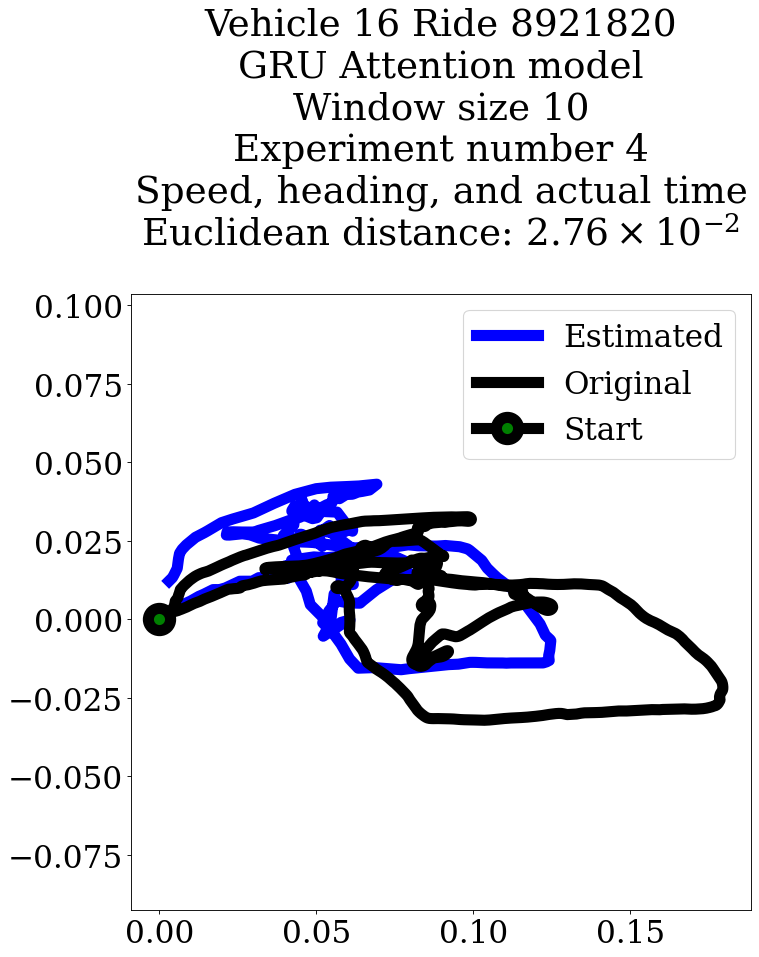 Vehicle 16 Ride 8921820
GRU Attention model
Window size 10
Experiment number 4
Speed, heading, and actual time
Euclidean distance: 2.76 × 10⁻²
0.100
0.075
0.050
0.025
0.000
−0.025
−0.050
−0.075
Estimated
Original
Start
0.00 0.05 0.10 0.15